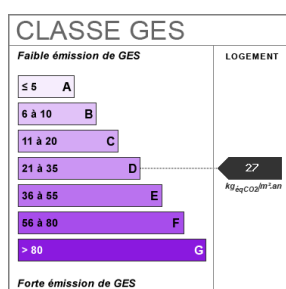 CLASSE GES
Faible émission de GES
LOGEMENT
≤ 5 A
6 à 10 B
11 à 20 C
21 à 35 D
27
kgéqCO2/m².an
36 à 55 E
56 à 80 F
> 80 G
Forte émission de GES